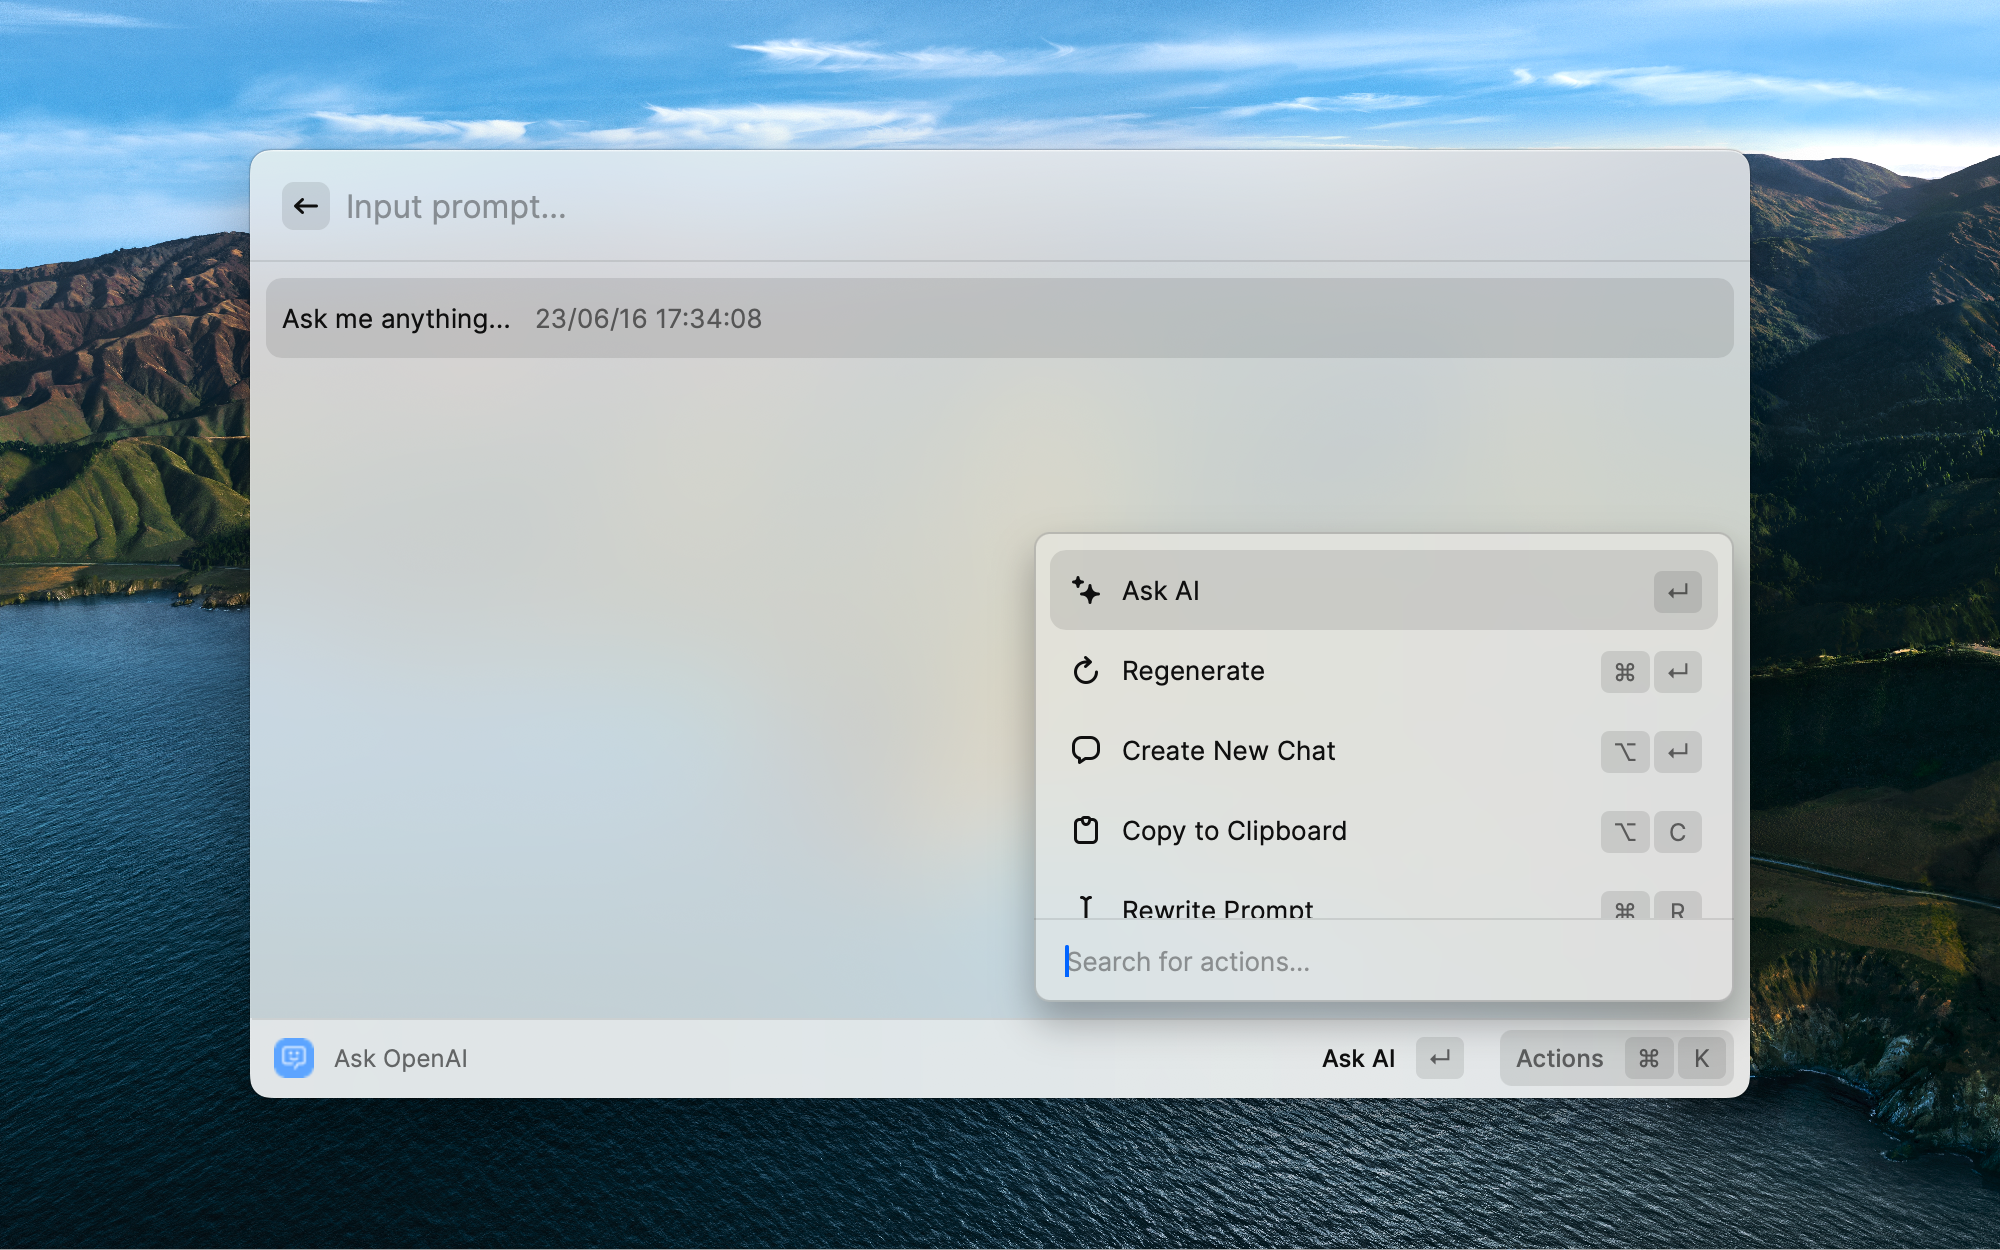 Input prompt...
Ask me anything... 23/06/16 17:34:08
Ask AI ↵
Regenerate ⌘ ↵
Create New Chat ⌥ ↵
Copy to Clipboard ⌥ C
Rewrite Prompt ⌘ R
Search for actions...
Ask OpenAI Ask AI ↵ Actions ⌘ K